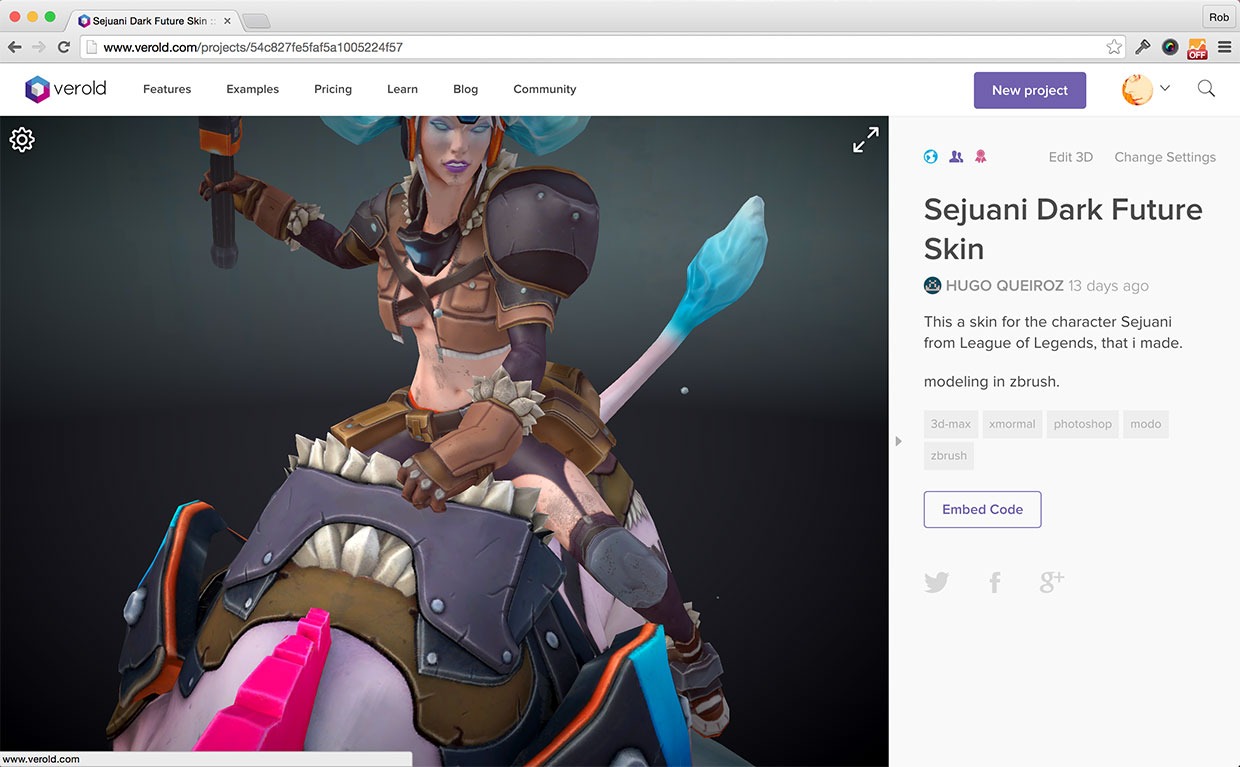 Sejuani Dark Future Skin ::
Rob
www.verold.com/projects/54c827fe5faf5a1005224f57
OFF
verold
Features
Examples
Pricing
Learn
Blog
Community
New project
Edit 3D
Change Settings
Sejuani Dark Future
Skin
HUGO QUEIROZ 13 days ago
This a skin for the character Sejuani
from League of Legends, that i made.
modeling in zbrush.
3d-max
xmormal
photoshop
modo
zbrush
Embed Code
www.verold.com